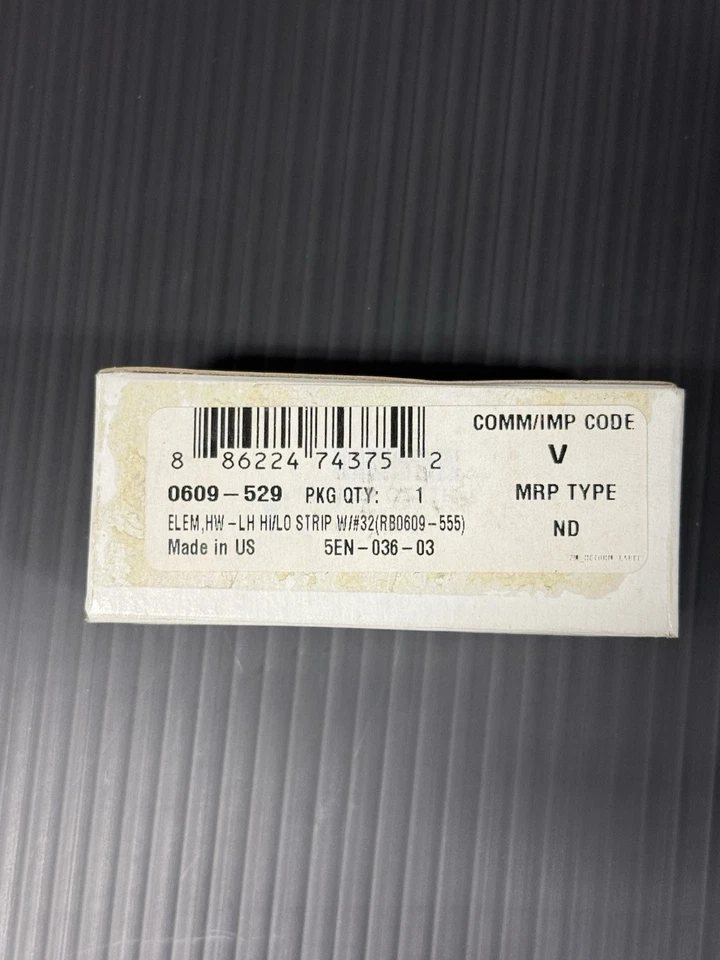 COMM/IMP CODE
V
8 86224 74375 2
0609-529 PKG QTY: 1
MRP TYPE
ELEM,HW-LH HI/LO STRIP W/#32(RB0609-555)
ND
Made in US 5EN-036-03